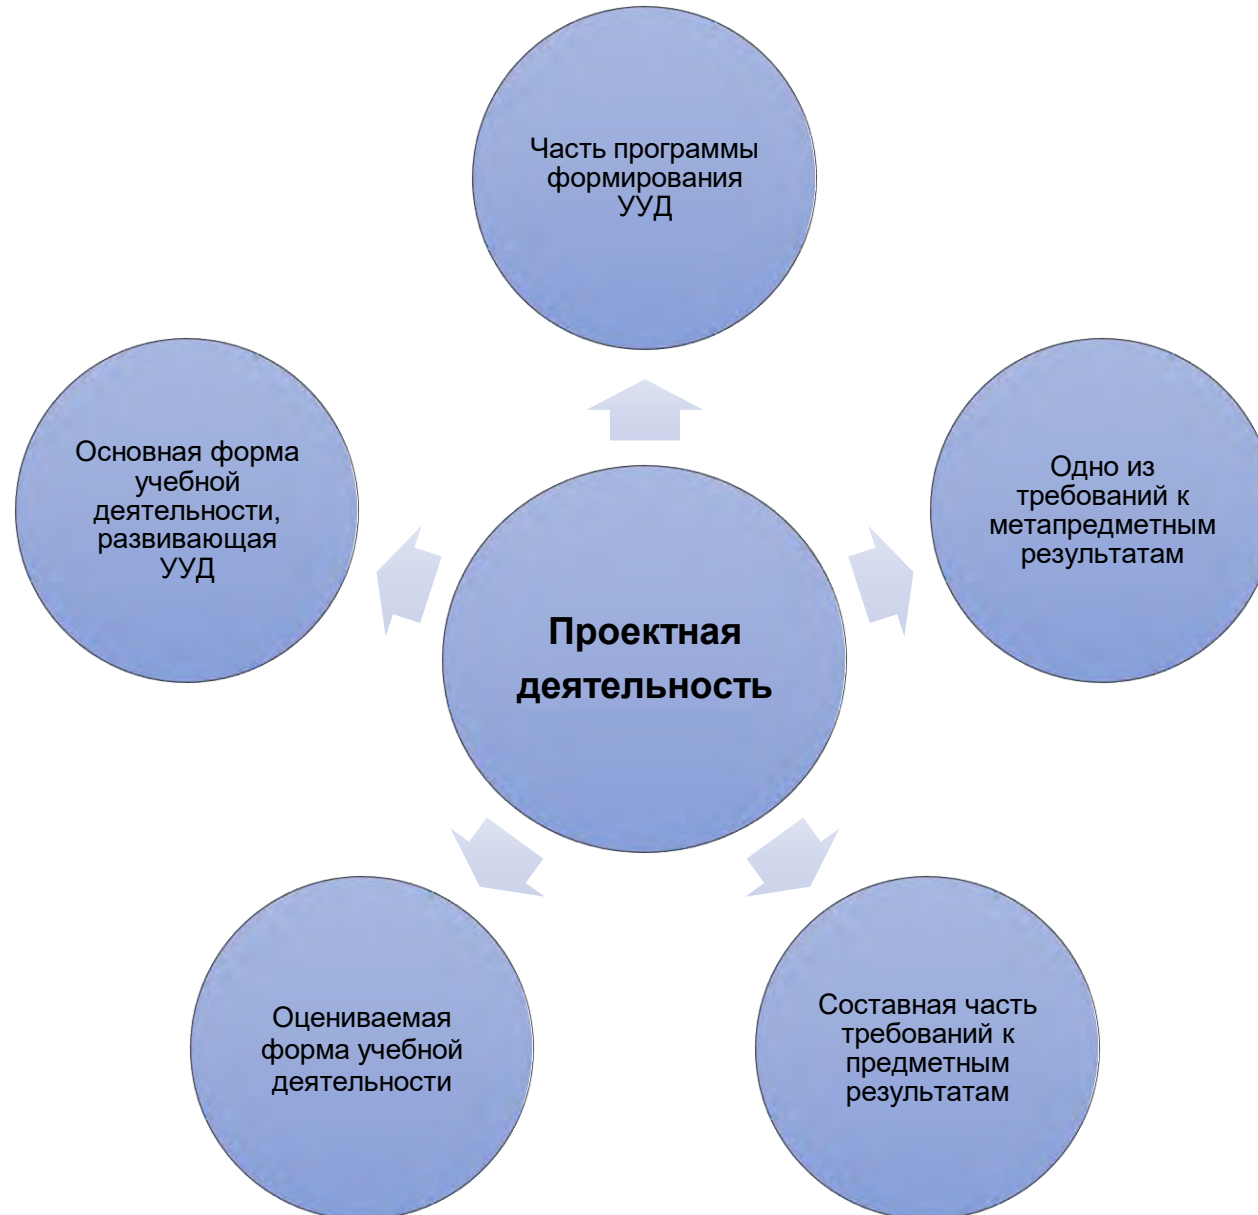 Часть программы
формирования
УУД
Основная форма
учебной
деятельности,
развивающая
УУД
Одно из
требований к
метапредметным
результатам
Проектная
деятельность
Оцениваемая
форма учебной
деятельности
Составная часть
требований к
предметным
результатам